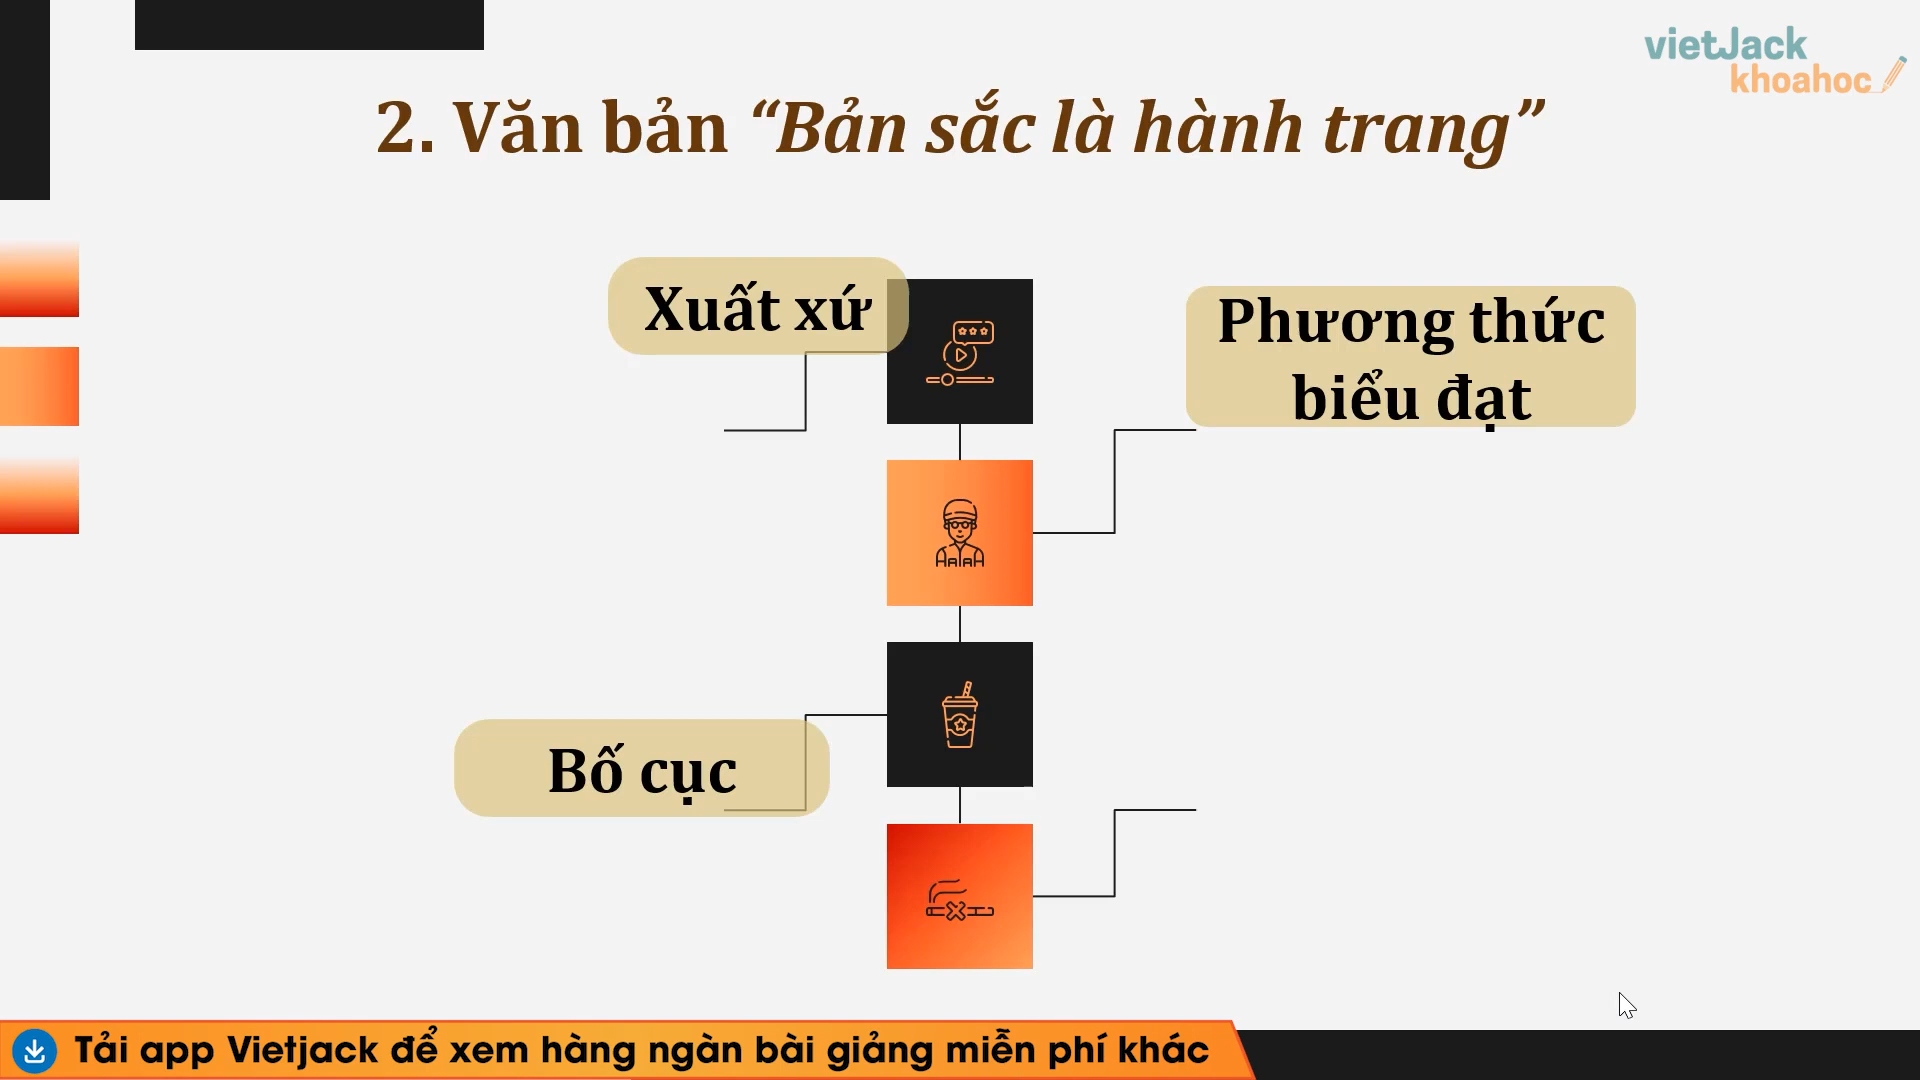 vietJack
khoahoc
2. Văn bản “Bản sắc là hành trang”
Xuất xứ
Phương thức
biểu đạt
Bố cục
Tải app Vietjack để xem hàng ngàn bài giảng miễn phí khác